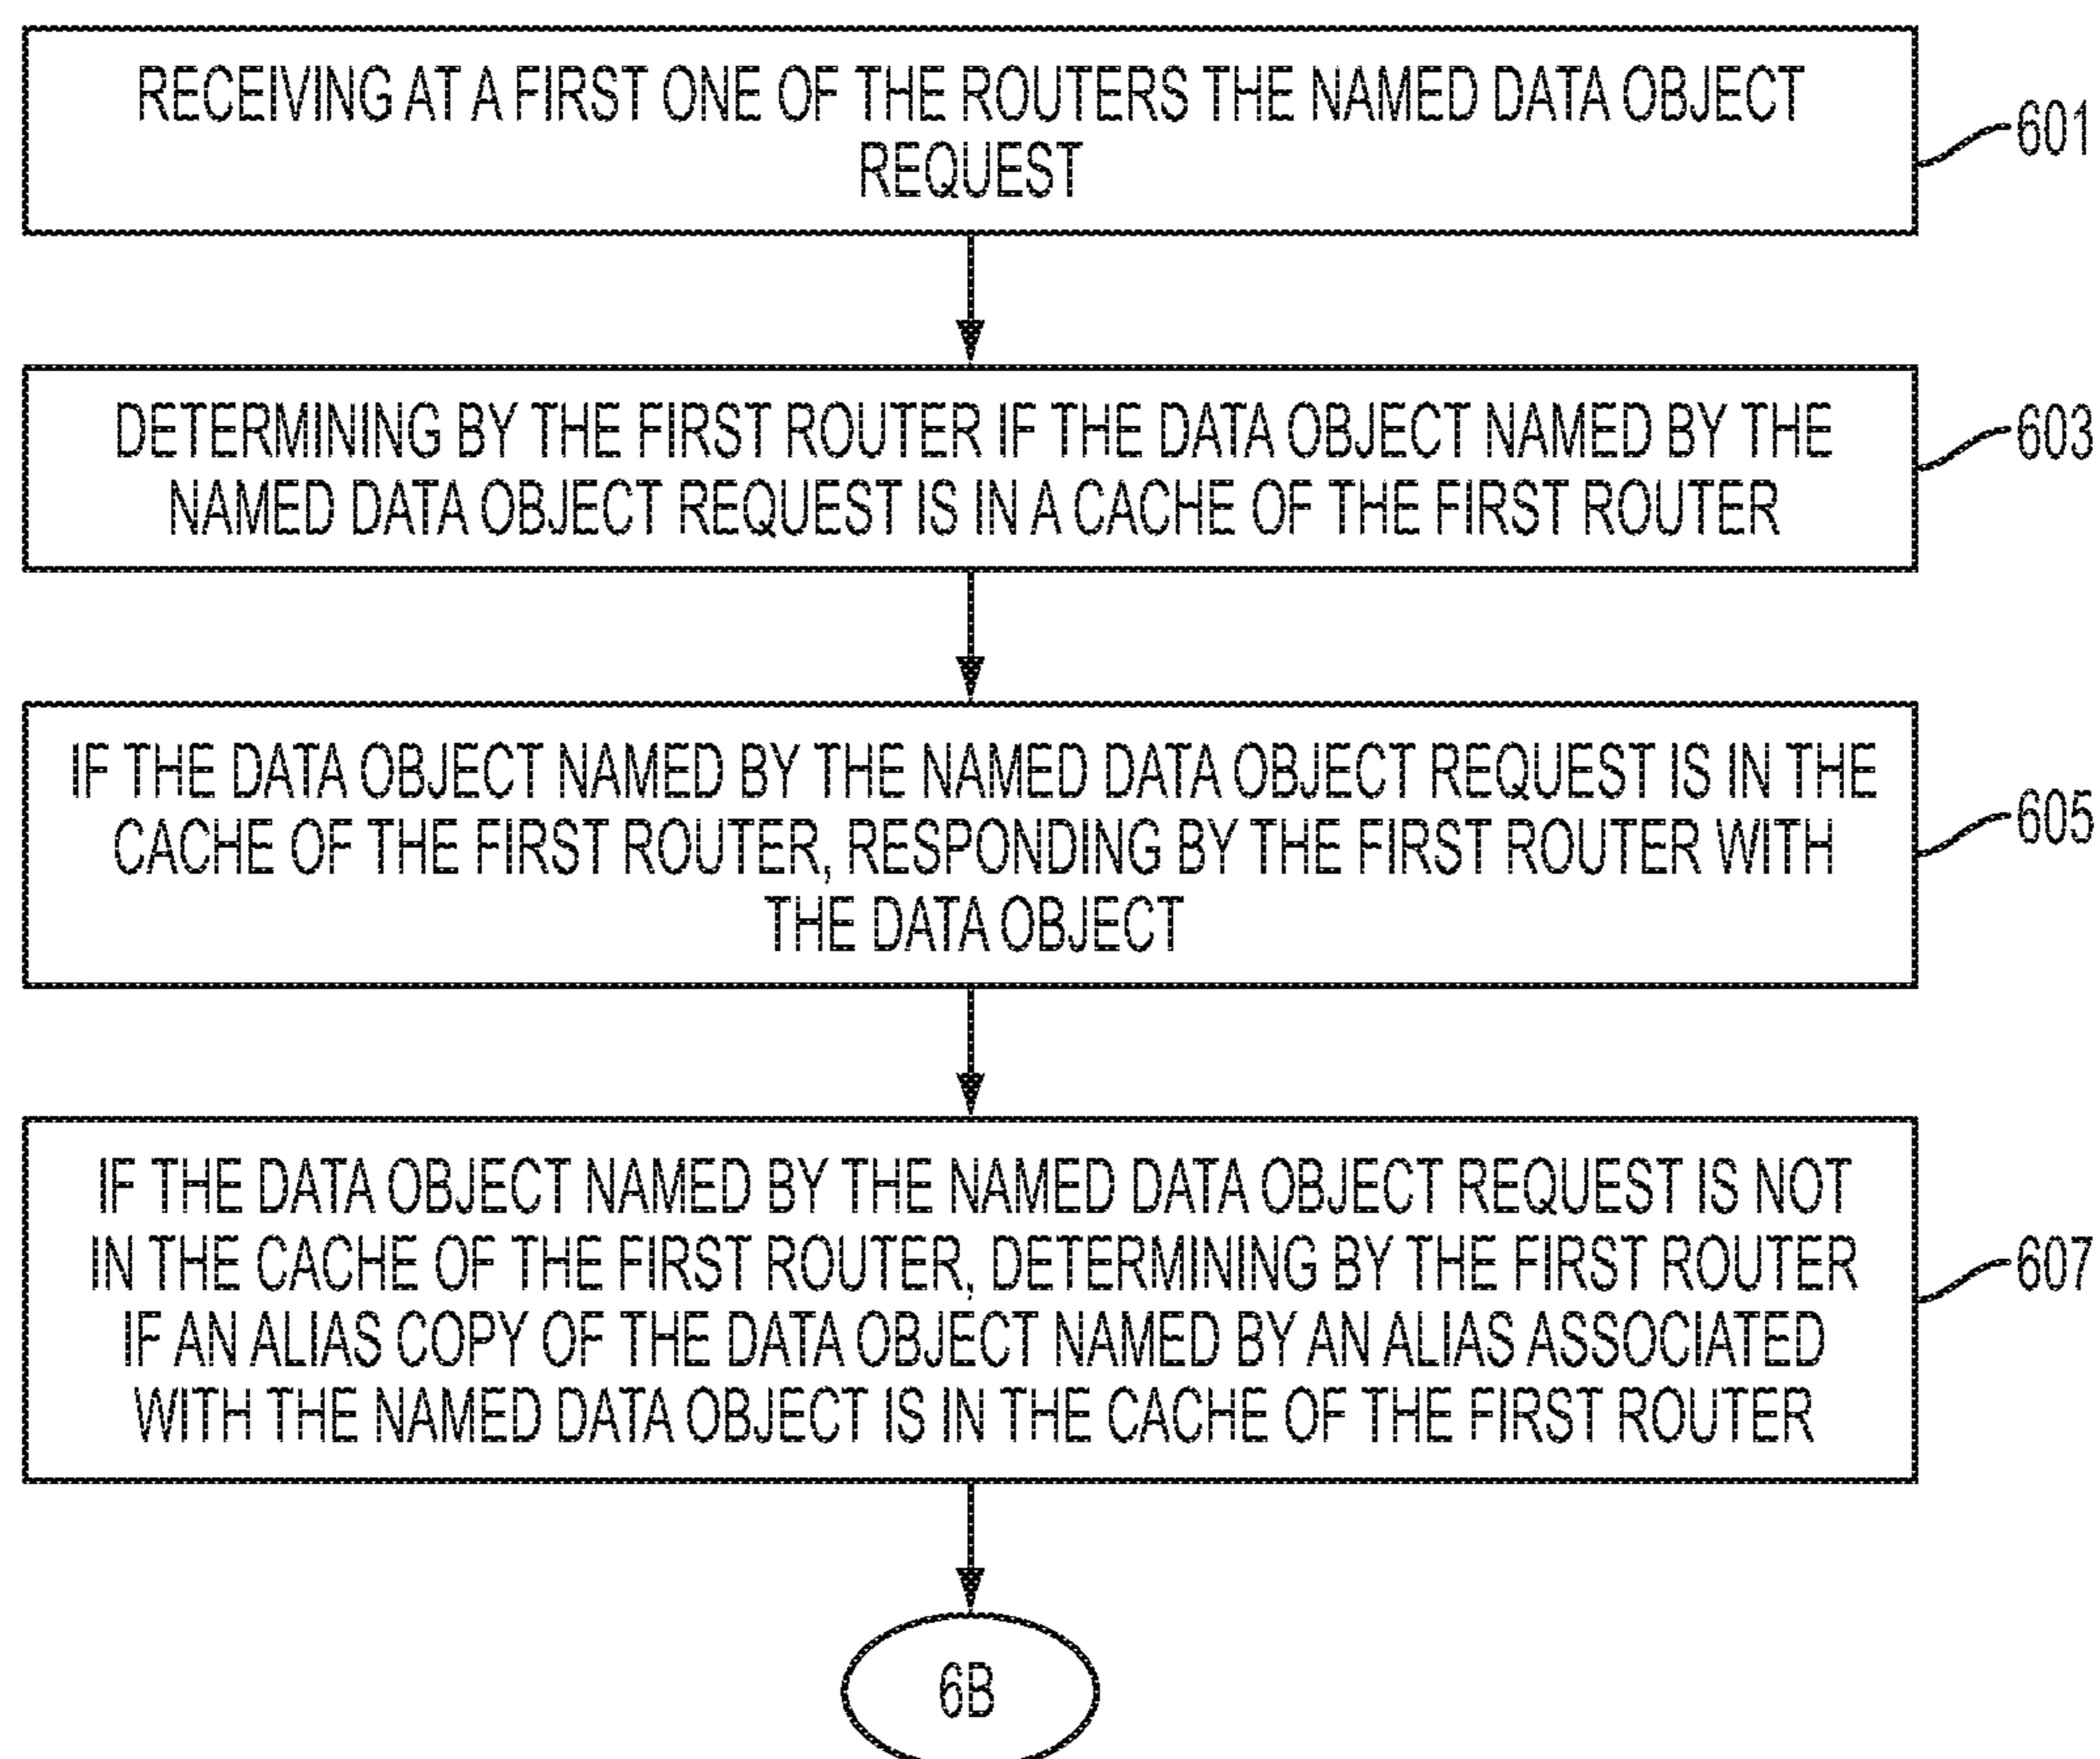 RECEIVING AT A FIRST ONE OF THE ROUTERS THE NAMED DATA OBJECT
REQUEST
601
DETERMINING BY THE FIRST ROUTER IF THE DATA OBJECT NAMED BY THE
NAMED DATA OBJECT REQUEST IS IN A CACHE OF THE FIRST ROUTER
603
IF THE DATA OBJECT NAMED BY THE NAMED DATA OBJECT REQUEST IS IN THE
CACHE OF THE FIRST ROUTER, RESPONDING BY THE FIRST ROUTER WITH
THE DATA OBJECT
605
IF THE DATA OBJECT NAMED BY THE NAMED DATA OBJECT REQUEST IS NOT
IN THE CACHE OF THE FIRST ROUTER, DETERMINING BY THE FIRST ROUTER
IF AN ALIAS COPY OF THE DATA OBJECT NAMED BY AN ALIAS ASSOCIATED
WITH THE NAMED DATA OBJECT IS IN THE CACHE OF THE FIRST ROUTER
607
6B